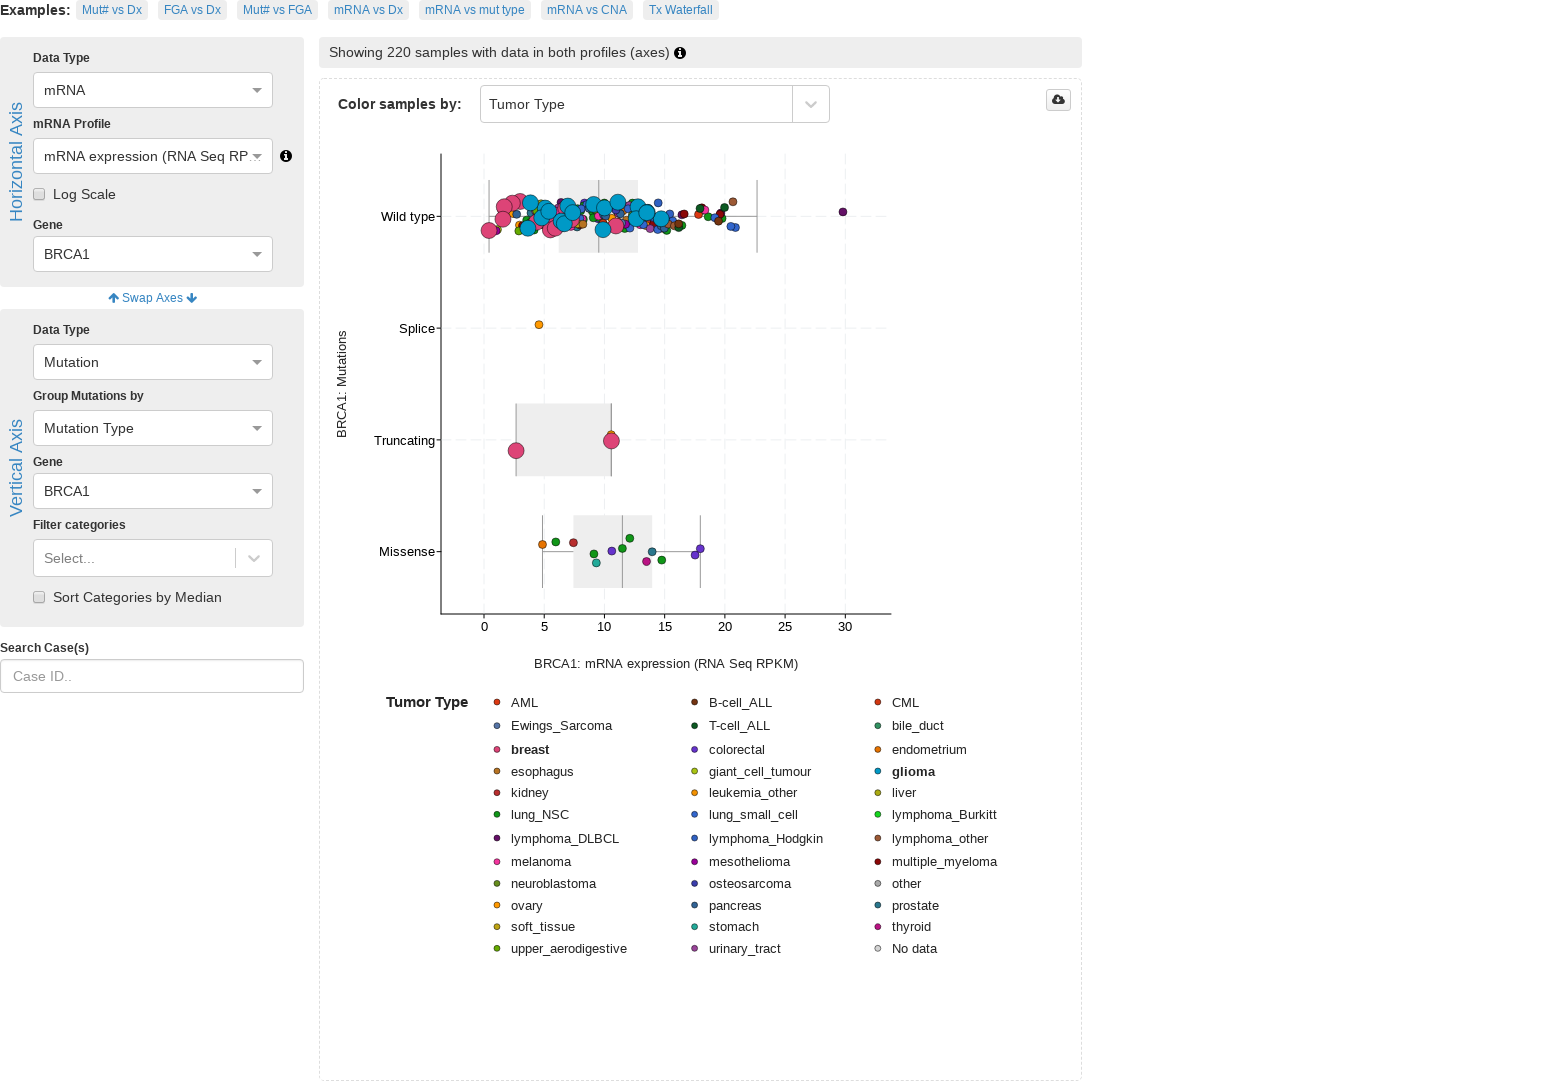 Examples: Mut# vs Dx FGA vs Dx Mut# vs FGA mRNA vs Dx mRNA vs mut type mRNA vs CNA Tx Waterfall
Horizontal Axis
Data Type
mRNA
mRNA Profile
mRNA expression (RNA Seq RP...
Log Scale
Gene
BRCA1
Swap Axes
Vertical Axis
Data Type
Mutation
Group Mutations by
Mutation Type
Gene
BRCA1
Filter categories
Select...
Sort Categories by Median
Search Case(s)
Case ID..
Showing 220 samples with data in both profiles (axes)
Color samples by: Tumor Type
BRCA1: Mutations
Wild type
Splice
Truncating
Missense
0 5 10 15 20 25 30
BRCA1: mRNA expression (RNA Seq RPKM)
Tumor Type
AML B-cell_ALL CML
Ewings_Sarcoma T-cell_ALL bile_duct
breast colorectal endometrium
esophagus giant_cell_tumour glioma
kidney leukemia_other liver
lung_NSC lung_small_cell lymphoma_Burkitt
lymphoma_DLBCL lymphoma_Hodgkin lymphoma_other
melanoma mesothelioma multiple_myeloma
neuroblastoma osteosarcoma other
ovary pancreas prostate
soft_tissue stomach thyroid
upper_aerodigestive urinary_tract No data